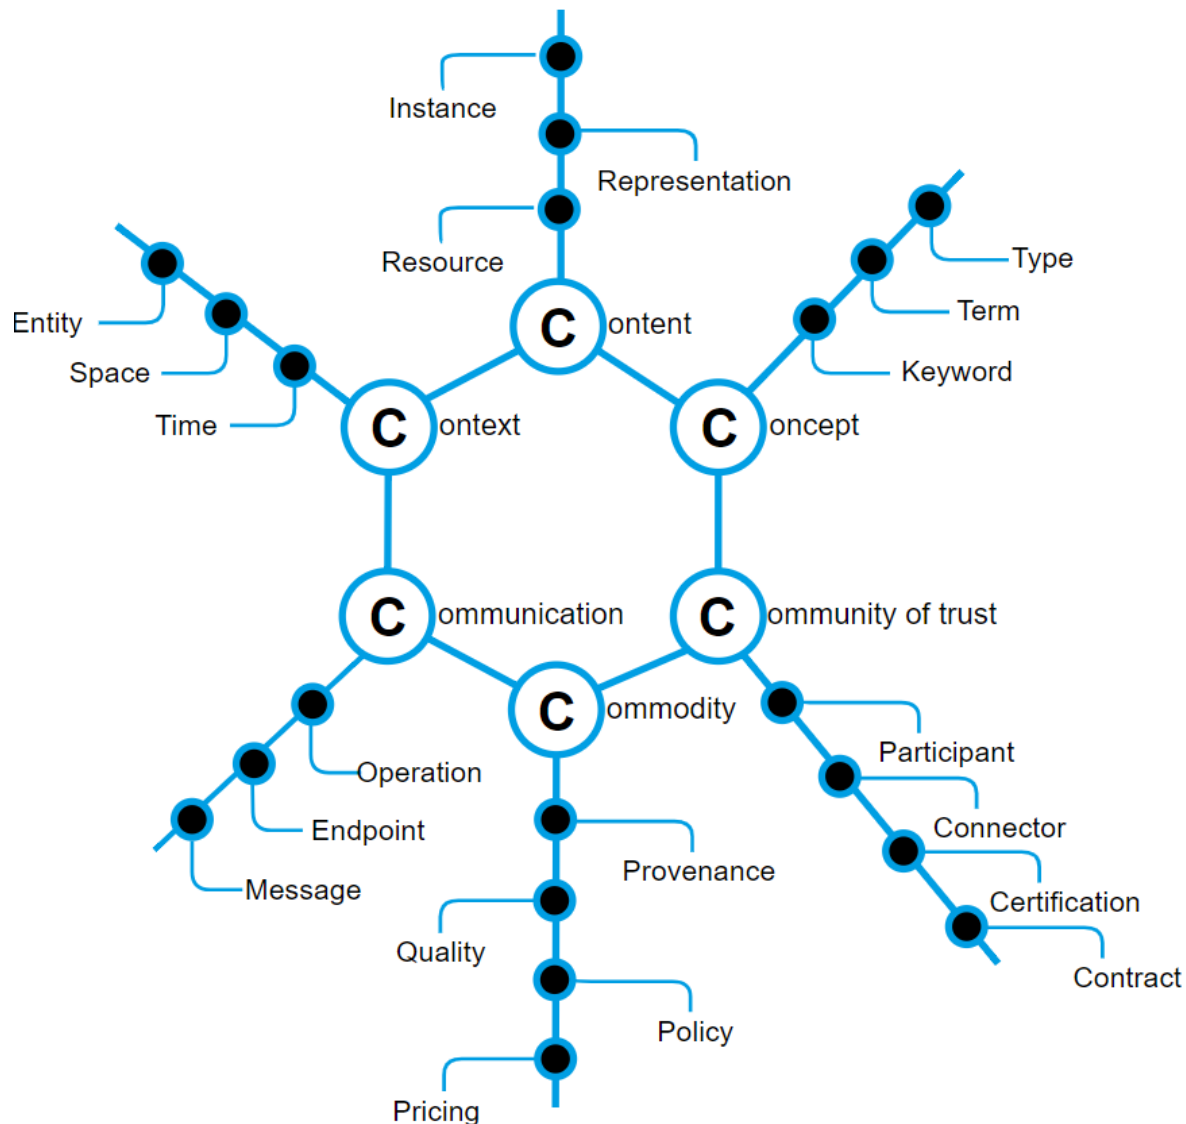 Instance
Representation
Resource
Type
Term
Keyword
Entity
Space
Time
Content
Context
Concept
Communication
Community of trust
Commodity
Operation
Endpoint
Message
Participant
Connector
Certification
Contract
Provenance
Quality
Policy
Pricing